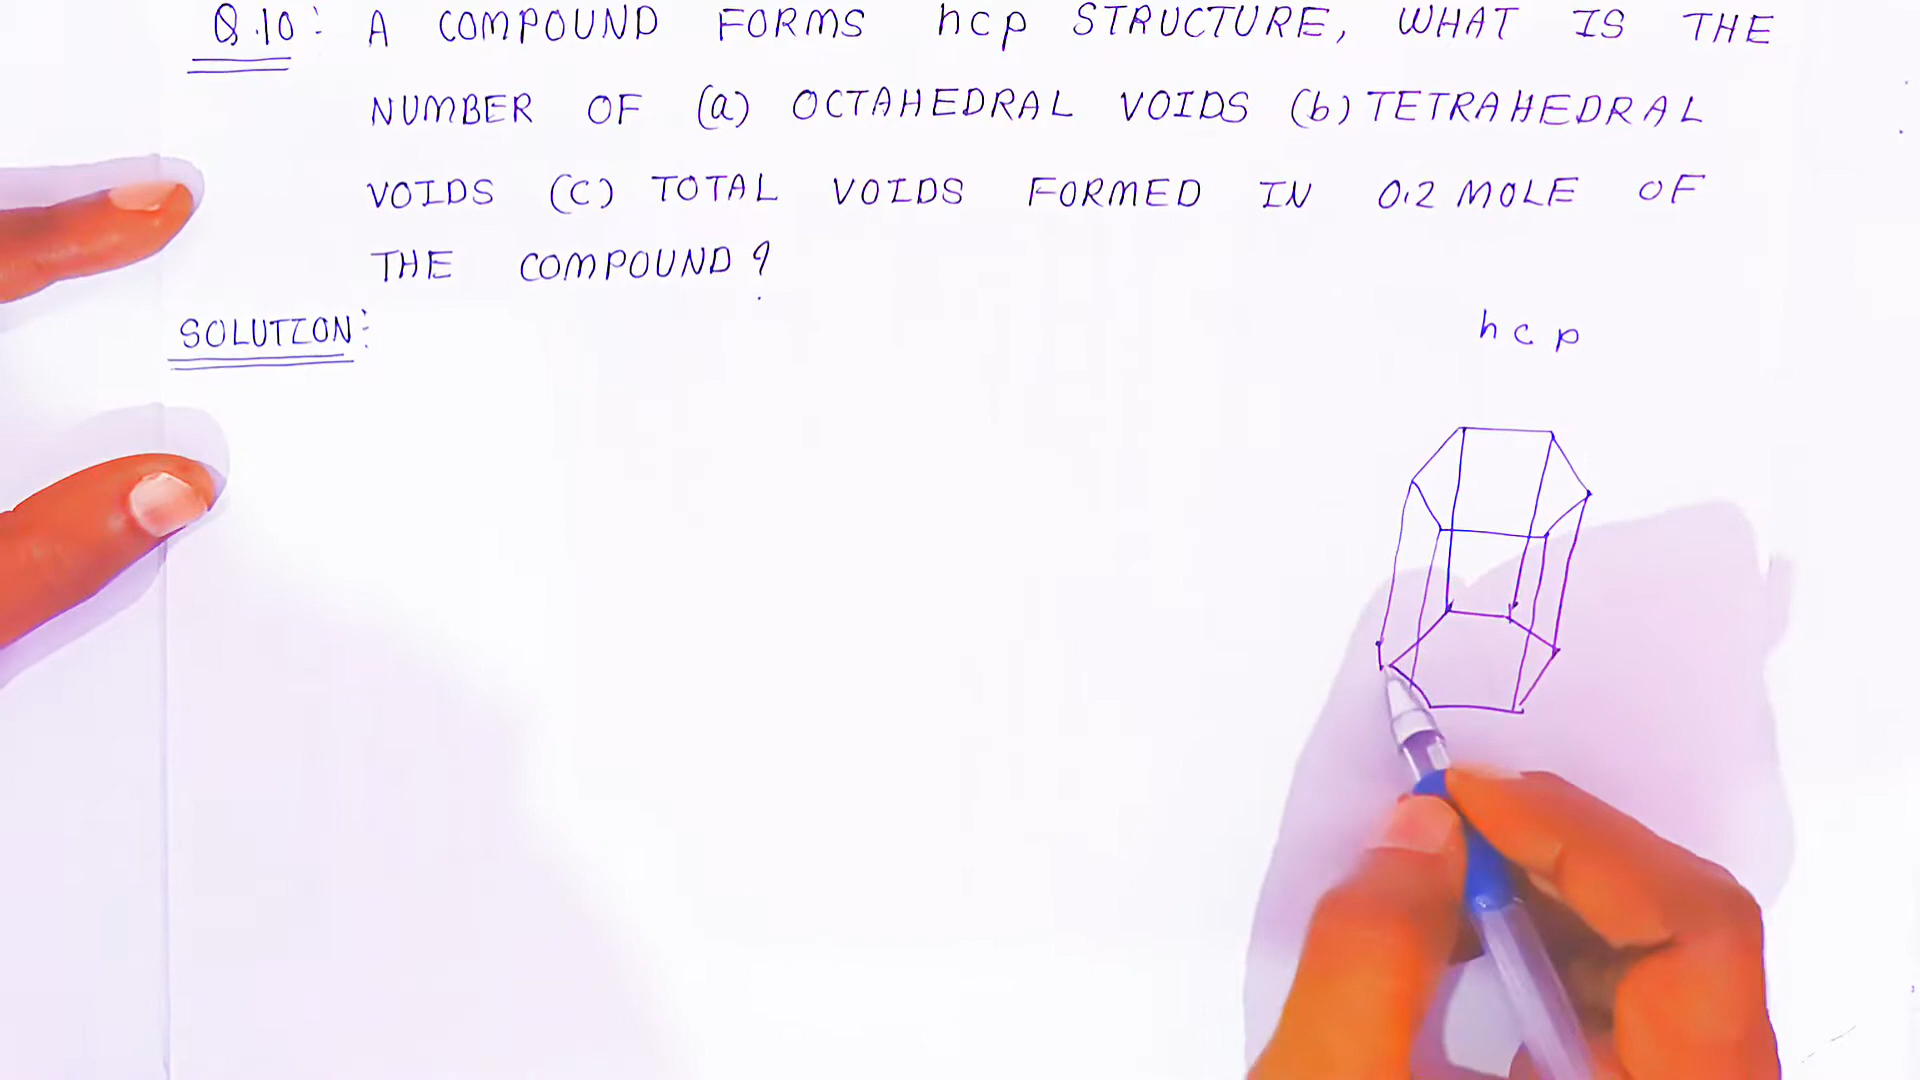 Q.10: A COMPOUND FORMS hcp STRUCTURE, WHAT IS THE
NUMBER OF (a) OCTAHEDRAL VOIDS (b) TETRAHEDRAL
VOIDS (C) TOTAL VOIDS FORMED IN 0.2 MOLE OF
THE COMPOUND?
SOLUTION:
hcp